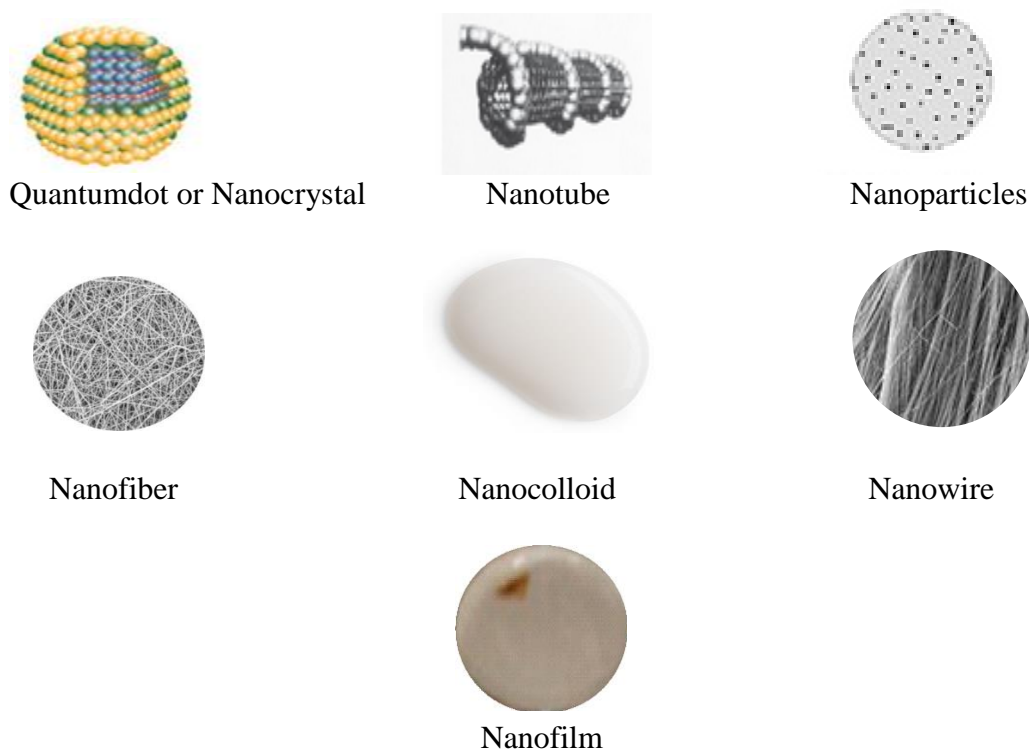 Quantumdot or Nanocrystal
Nanotube
Nanoparticles
Nanofiber
Nanocolloid
Nanowire
Nanofilm